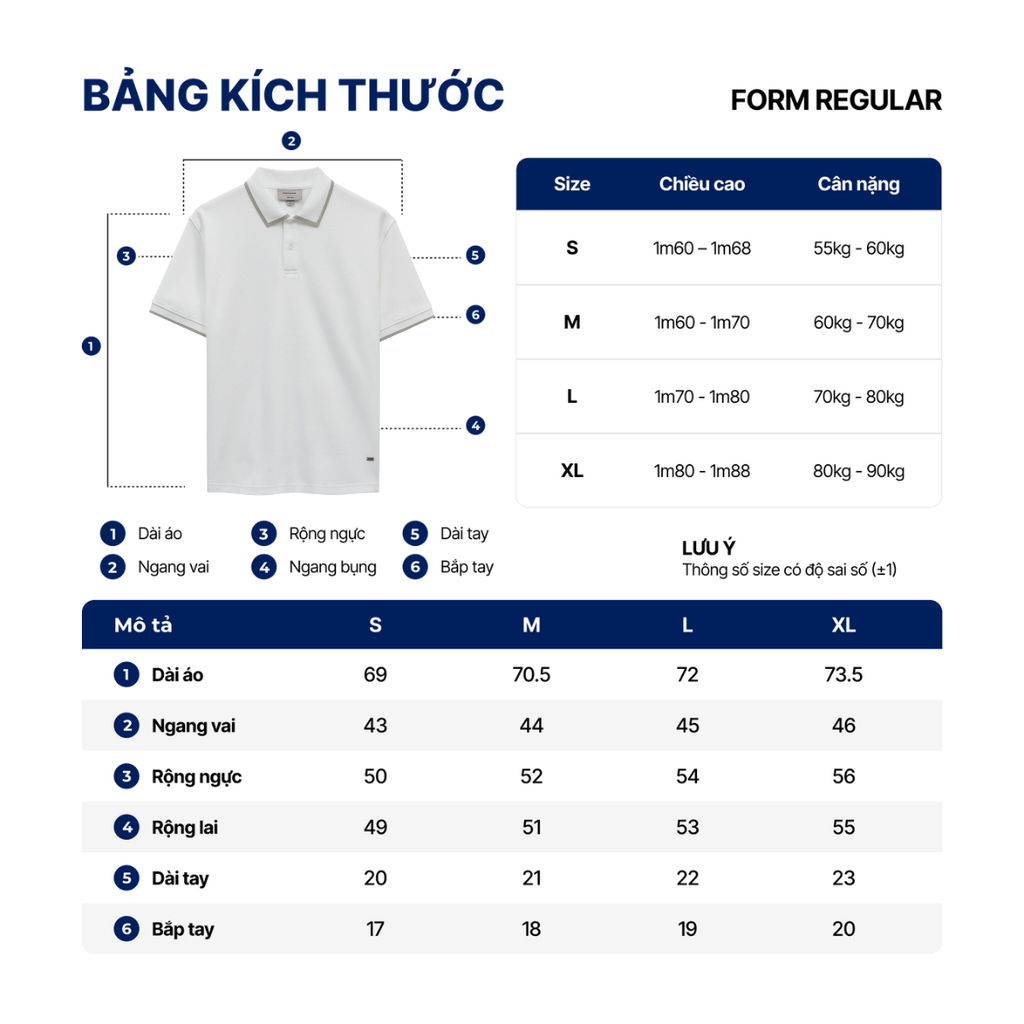 BẢNG KÍCH THƯỚC
FORM REGULAR
2
3
5
6
1
4
Size Chiều cao Cân nặng
S 1m60 – 1m68 55kg - 60kg
M 1m60 - 1m70 60kg - 70kg
L 1m70 - 1m80 70kg - 80kg
XL 1m80 - 1m88 80kg - 90kg
1 Dài áo 3 Rộng ngực 5 Dài tay
2 Ngang vai 4 Ngang bụng 6 Bắp tay
LƯU Ý
Thông số size có độ sai số (±1)
Mô tả S M L XL
1 Dài áo 69 70.5 72 73.5
2 Ngang vai 43 44 45 46
3 Rộng ngực 50 52 54 56
4 Rộng lai 49 51 53 55
5 Dài tay 20 21 22 23
6 Bắp tay 17 18 19 20